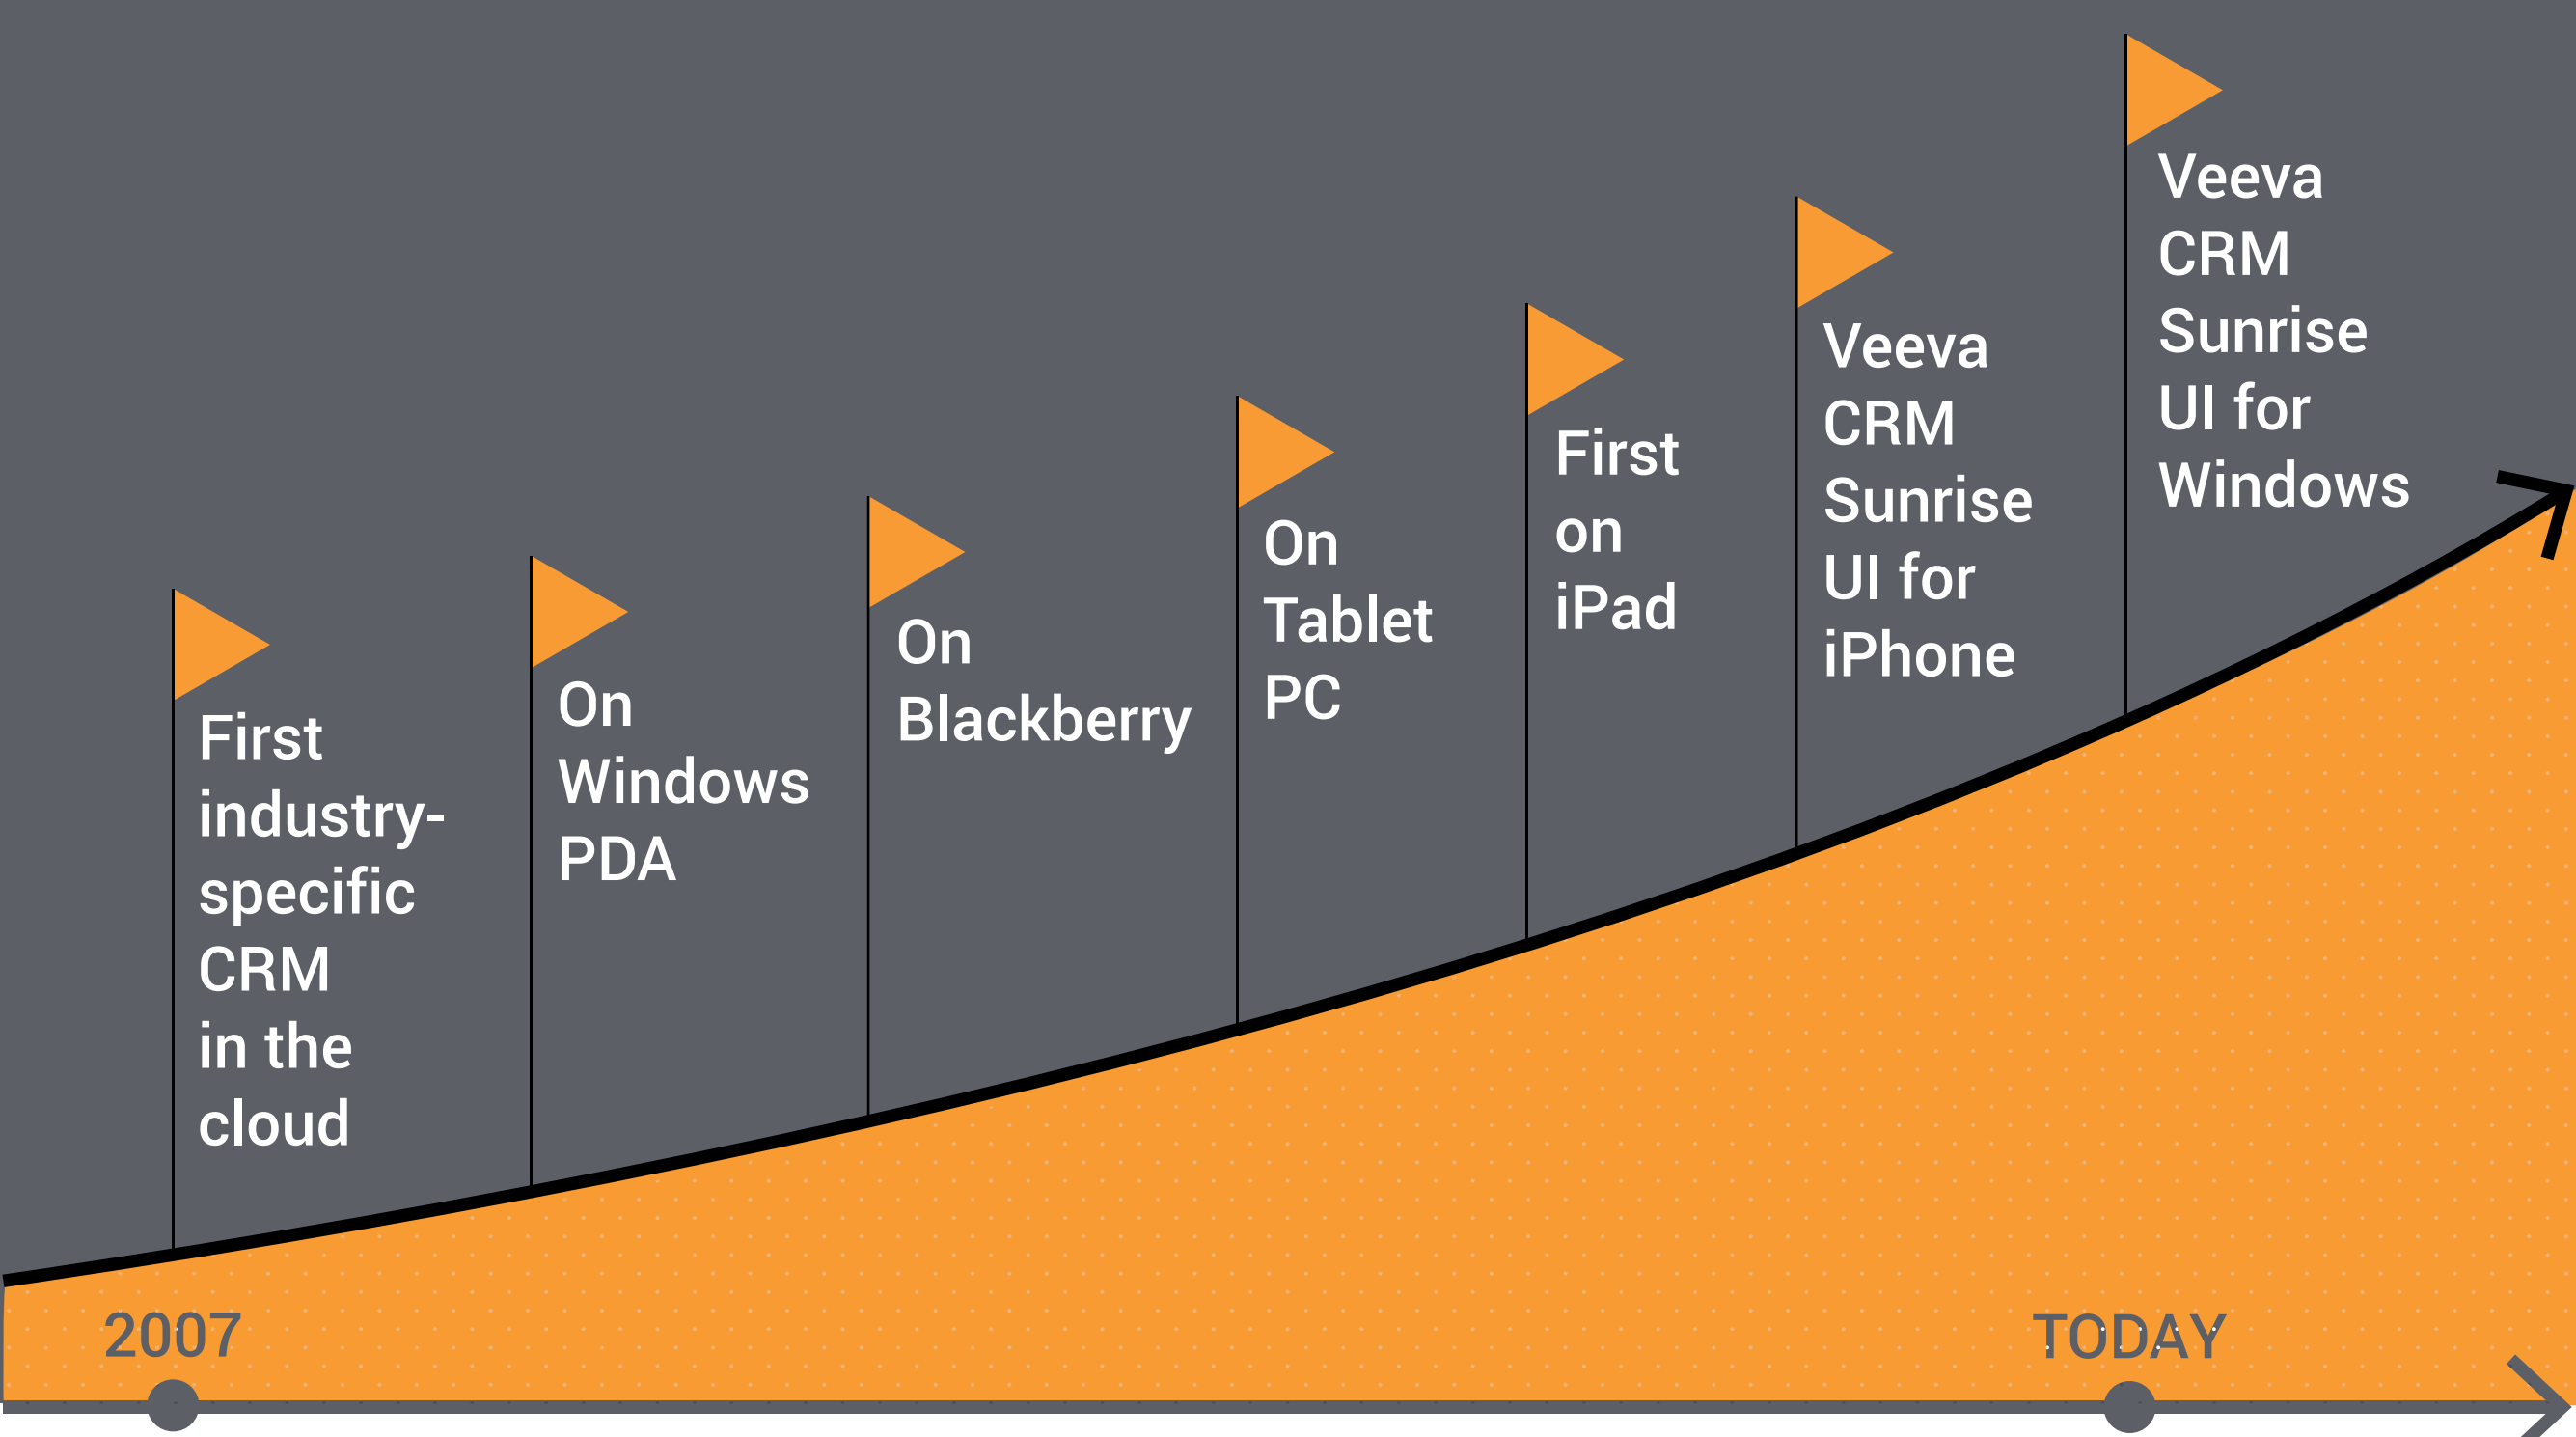 First
industry-
specific
CRM
in the
cloud
On
Windows
PDA
On
Blackberry
On
Tablet
PC
First
on
iPad
Veeva
CRM
Sunrise
UI for
iPhone
Veeva
CRM
Sunrise
UI for
Windows
2007
TODAY